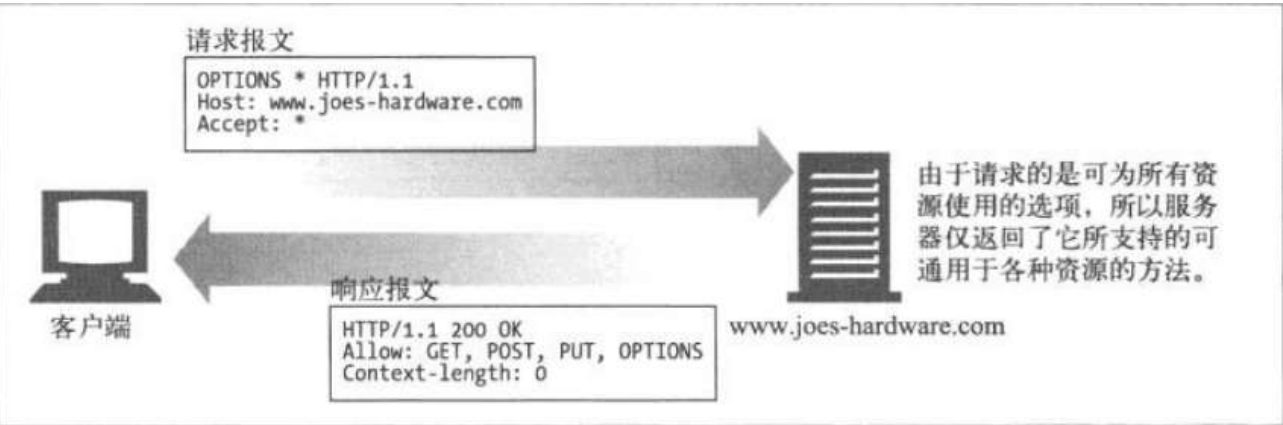 请求报文
OPTIONS * HTTP/1.1
Host: www.joes-hardware.com
Accept: *
由于请求的是可为所有资
源使用的选项，所以服务
器仅返回了它所支持的可
通用于各种资源的方法。
客户端
响应报文
HTTP/1.1 200 OK
Allow: GET, POST, PUT, OPTIONS
Context-length: 0
www.joes-hardware.com